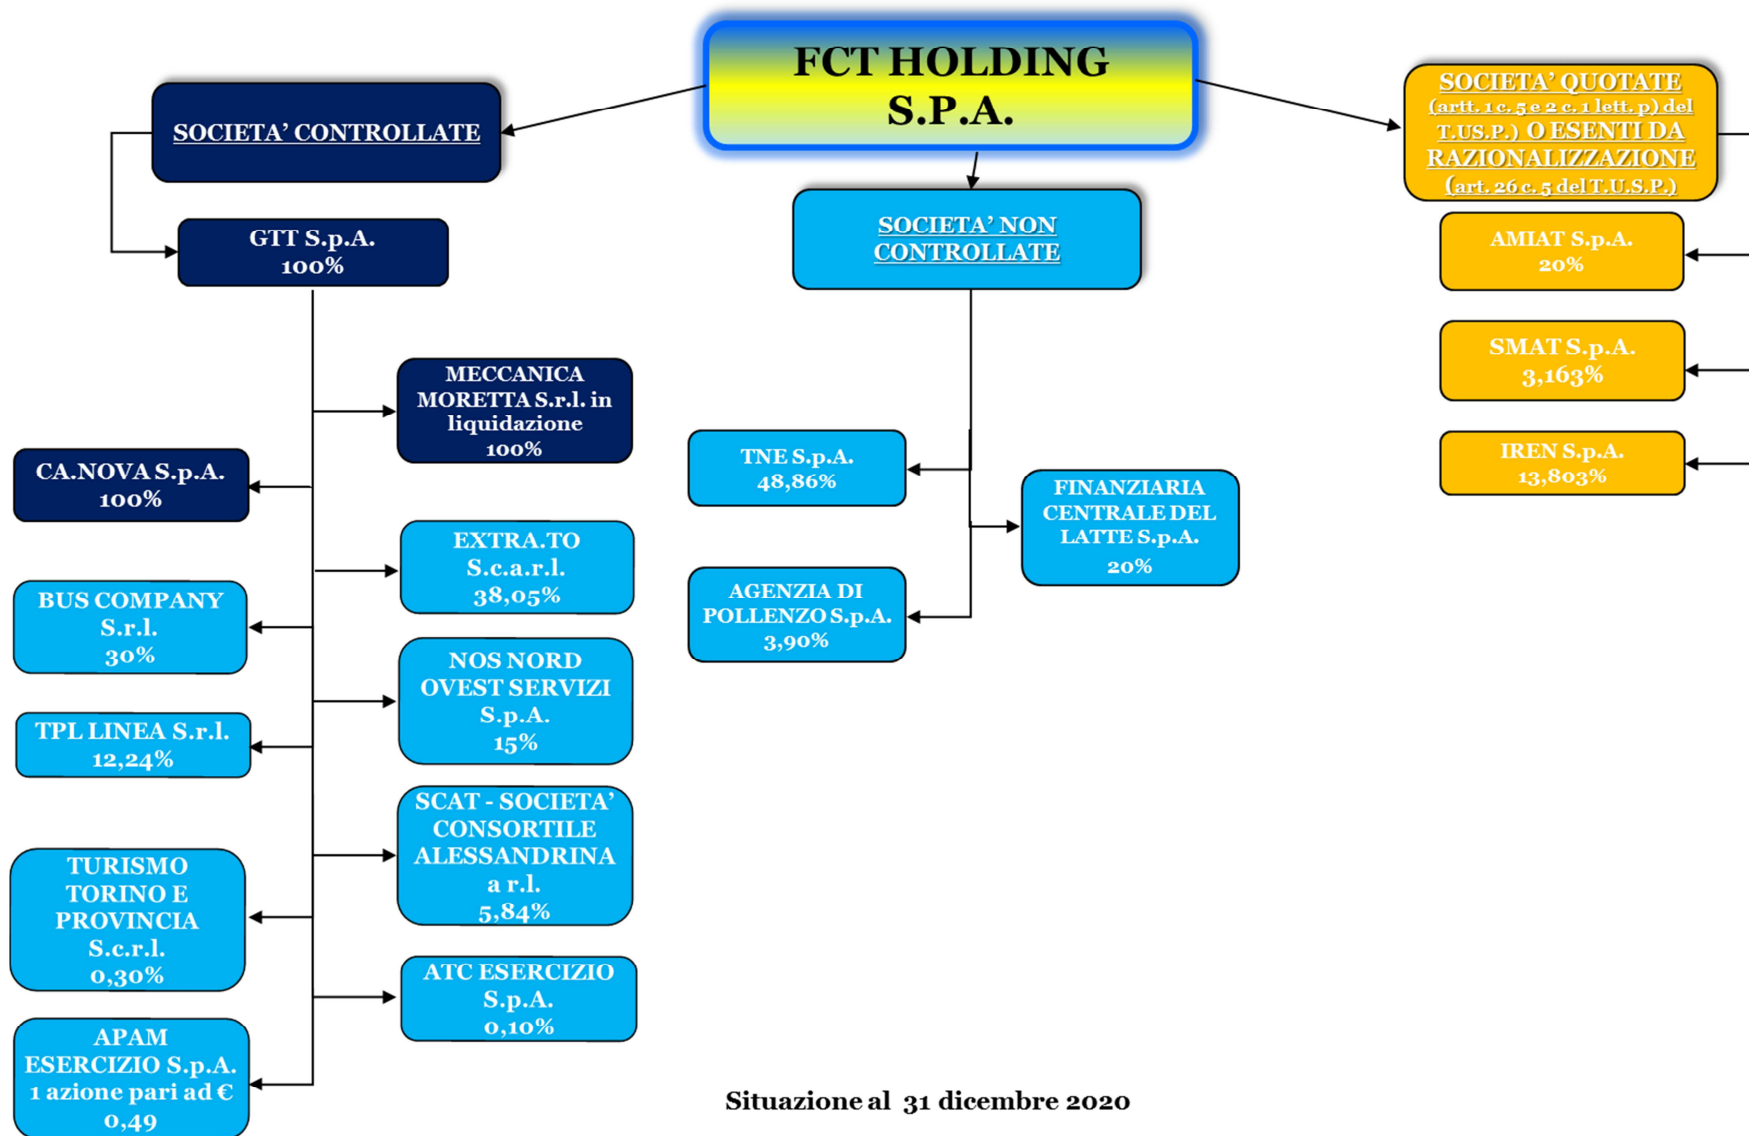 FCT HOLDING
S.P.A.
SOCIETA’ CONTROLLATE
GTT S.p.A.
100%
MECCANICA
MORETTA S.r.l. in
liquidazione
100%
CA.NOVA S.p.A.
100%
EXTRA.TO
S.c.a.r.l.
38,05%
BUS COMPANY
S.r.l.
30%
NOS NORD
OVEST SERVIZI
S.p.A.
15%
TPL LINEA S.r.l.
12,24%
SCAT - SOCIETA’
CONSORTILE
ALESSANDRINA
a r.l.
5,84%
TURISMO
TORINO E
PROVINCIA
S.c.r.l.
0,30%
ATC ESERCIZIO
S.p.A.
0,10%
APAM
ESERCIZIO S.p.A.
1 azione pari ad €
0,49
SOCIETA’ NON
CONTROLLATE
TNE S.p.A.
48,86%
FINANZIARIA
CENTRALE DEL
LATTE S.p.A.
20%
AGENZIA DI
POLLENZO S.p.A.
3,90%
SOCIETA’ QUOTATE
(artt. 1 c. 5 e 2 c. 1 lett. p) del
T.US.P.) O ESENTI DA
RAZIONALIZZAZIONE
(art. 26 c. 5 del T.U.S.P.)
AMIAT S.p.A.
20%
SMAT S.p.A.
3,163%
IREN S.p.A.
13,803%
Situazione al 31 dicembre 2020